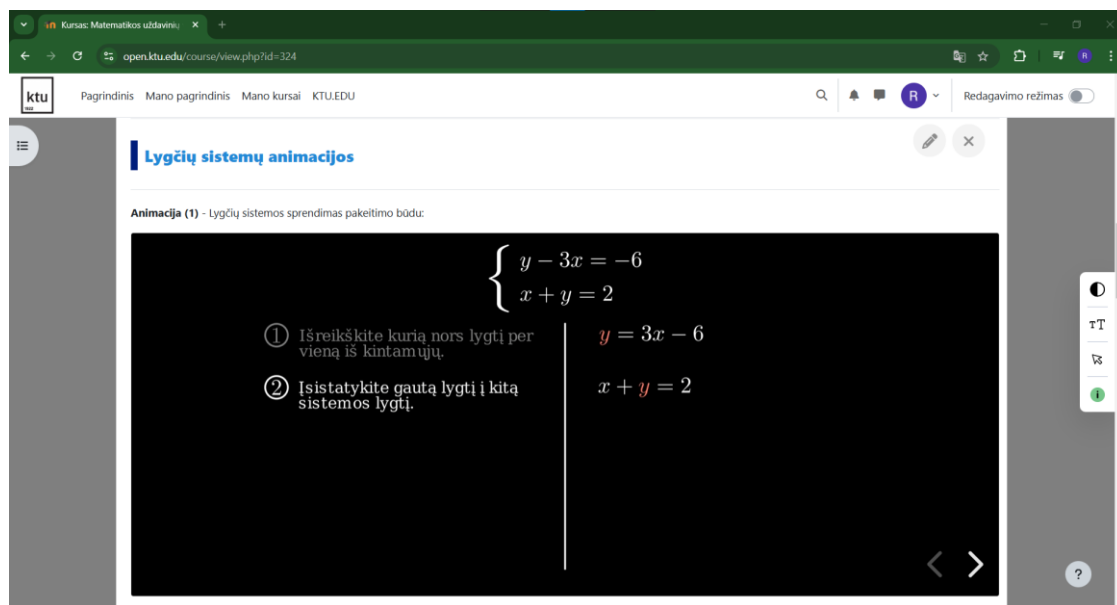 Kursas: Matematikos uždavinių
open.ktu.edu/course/view.php?id=324
R
ktu
1922
Pagrindinis Mano pagrindinis Mano kursai KTU.EDU
R
Redagavimo režimas
Lygčių sistemų animacijos
Animacija (1) - Lygčių sistemos sprendimas pakeitimo būdu:
y − 3x = −6
x + y = 2
1 Išreikškite kurią nors lygtį per
vieną iš kintamųjų.
y = 3x − 6
2 Įsistatykite gautą lygtį į kitą
sistemos lygtį.
x + y = 2
TT
i
?